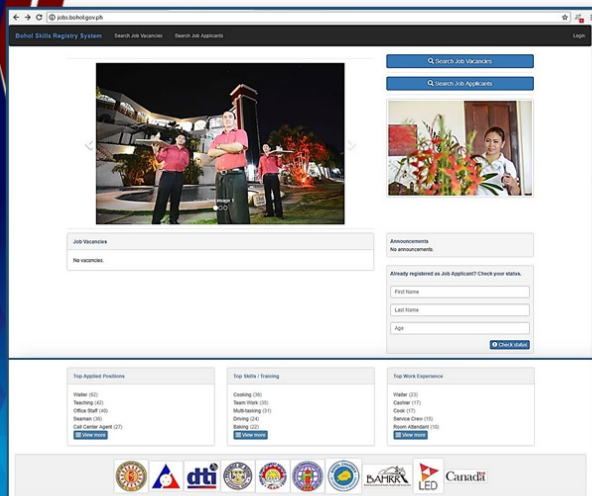 jobs.bohol.gov.ph
Bohol Skills Registry System
Search Job Vacancies
Search Job Applicants
Login
Search Job Vacancies
Search Job Applicants
Job Vacancies
No vacancies.
Announcements
No announcements.
Already registered as Job Applicant? Check your status.
First Name
Last Name
Age
Check status
Top Applied Positions
Waiter (62)
Teaching (42)
Office Staff (40)
Seaman (36)
Call Center Agent (27)
View more
Top Skills / Training
Cooking (36)
Team Work (35)
Multi-tasking (31)
Driving (24)
Baking (22)
View more
Top Work Experience
Waiter (23)
Cashier (17)
Cook (17)
Service Crew (15)
Room Attendant (10)
View more
dti
BAHRR
LED
Canada